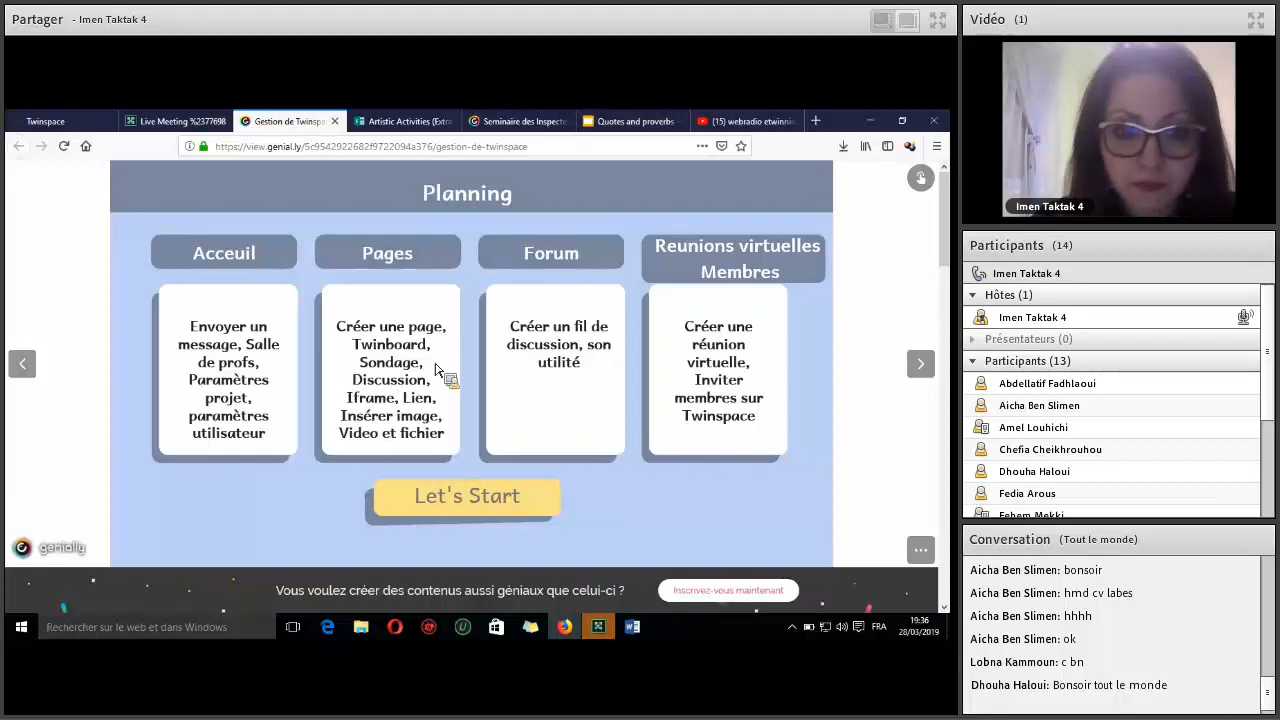 Partager - Imen Taktak 4
Twinspace
Live Meeting %2377698
Gestion de Twinspa
Artistic Activities (Extra
Seminaire des Inspecte
Quotes and proverbs
(15) webradio etwinnin
https://view.genial.ly/5c9542922682f9722094a376/gestion-de-twinspace
Planning
Acceuil
Envoyer un
message, Salle
de profs,
Paramètres
projet,
paramètres
utilisateur
Pages
Créer une page,
Twinboard,
Sondage,
Discussion,
Iframe, Lien,
Insérer image,
Video et fichier
Forum
Créer un fil de
discussion, son
utilité
Reunions virtuelles
Membres
Créer une
réunion
virtuelle,
Inviter
membres sur
Twinspace
Let's Start
genially
Vous voulez créer des contenus aussi géniaux que celui-ci ?
Inscrivez-vous maintenant
Rechercher sur le web et dans Windows
FRA
19:36
28/03/2019
Vidéo (1)
Imen Taktak 4
Participants (14)
Imen Taktak 4
Hôtes (1)
Imen Taktak 4
Présentateurs (0)
Participants (13)
Abdellatif Fadhlaoui
Aicha Ben Slimen
Amel Louhichi
Chefia Cheikhrouhou
Dhouha Haloui
Fedia Arous
Fehem Mekki
Conversation (Tout le monde)
Aicha Ben Slimen: bonsoir
Aicha Ben Slimen: hmd cv labes
Aicha Ben Slimen: hhhh
Aicha Ben Slimen: ok
Lobna Kammoun: c bn
Dhouha Haloui: Bonsoir tout le monde